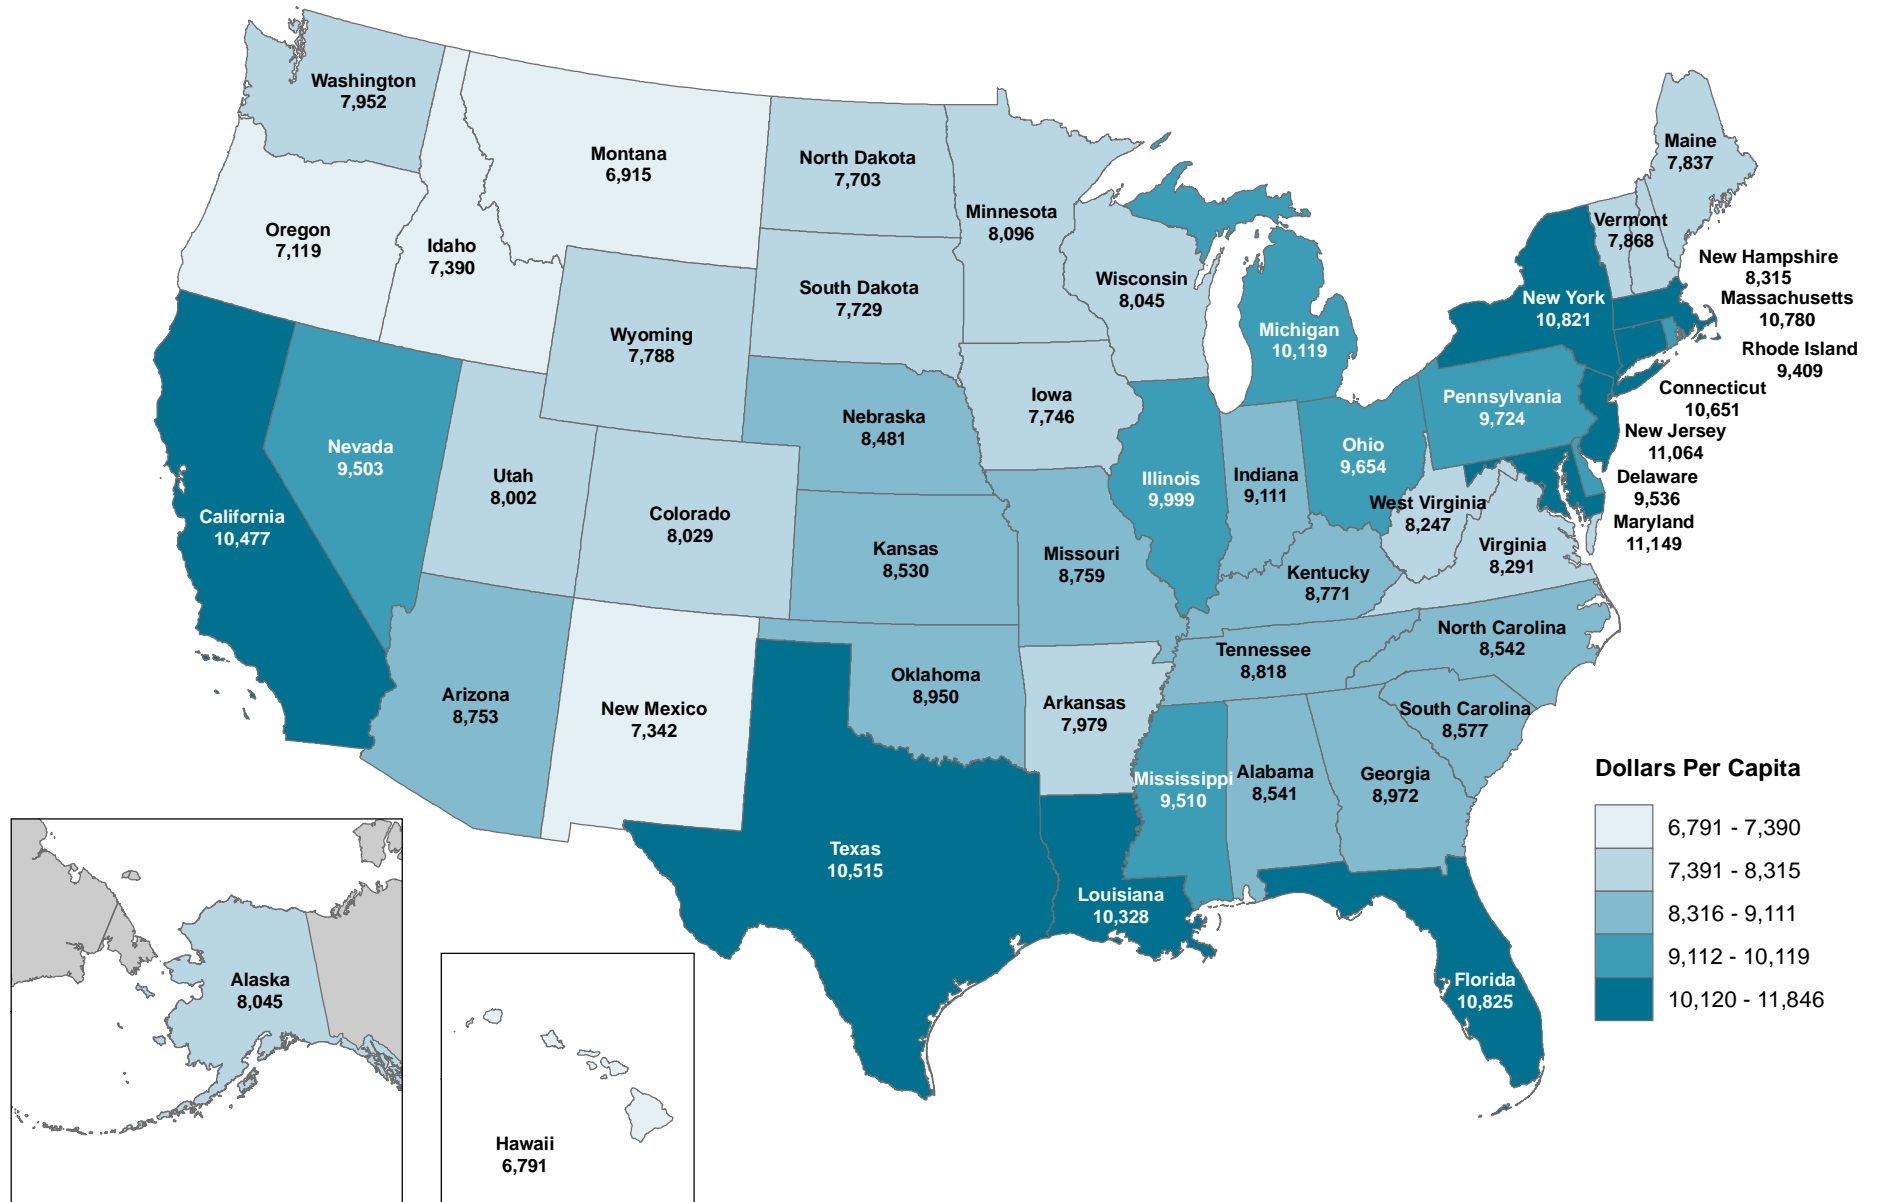 Washington
7,952
Montana
6,915
North Dakota
7,703
Minnesota
8,096
Maine
7,837
Oregon
7,119
Idaho
7,390
Vermont
7,868
New Hampshire
8,315
Wisconsin
8,045
South Dakota
7,729
New York
10,821
Massachusetts
10,780
Wyoming
7,788
Michigan
10,119
Rhode Island
9,409
Connecticut
10,651
Iowa
7,746
Pennsylvania
9,724
Nebraska
8,481
New Jersey
11,064
Nevada
9,503
Ohio
9,654
Utah
8,002
Illinois
9,999
Indiana
9,111
Delaware
9,536
West Virginia
8,247
California
10,477
Colorado
8,029
Maryland
11,149
Kansas
8,530
Missouri
8,759
Virginia
8,291
Kentucky
8,771
North Carolina
8,542
Tennessee
8,818
Arizona
8,753
Oklahoma
8,950
New Mexico
7,342
Arkansas
7,979
South Carolina
8,577
Mississippi
9,510
Alabama
8,541
Georgia
8,972
Texas
10,515
Louisiana
10,328
Florida
10,825
Alaska
8,045
Hawaii
6,791
Dollars Per Capita
6,791 - 7,390
7,391 - 8,315
8,316 - 9,111
9,112 - 10,119
10,120 - 11,846